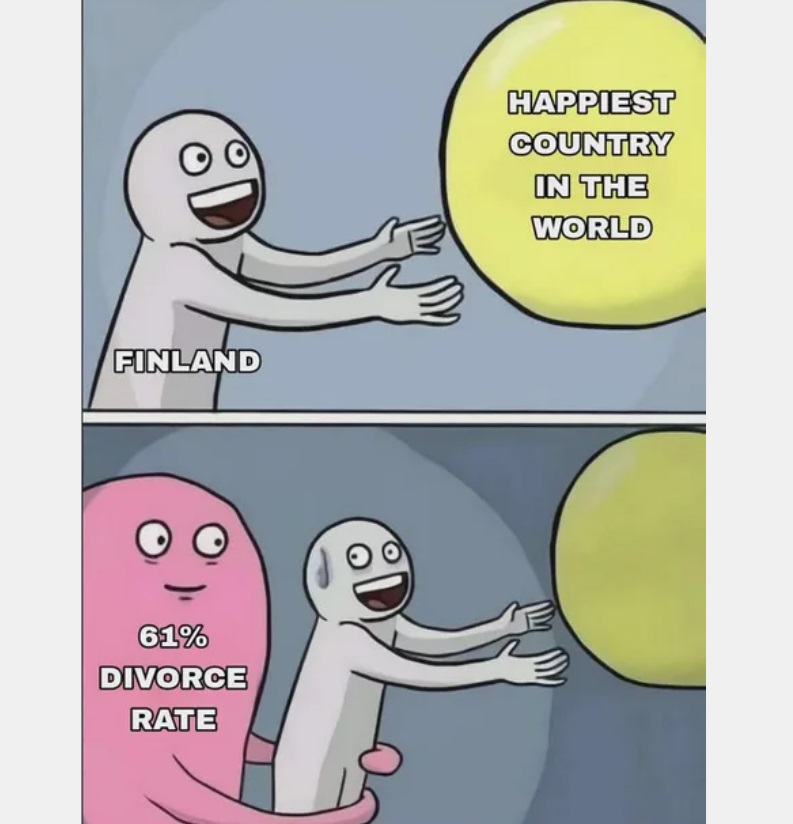 HAPPIEST
COUNTRY
IN THE
WORLD
FINLAND
61%
DIVORCE
RATE